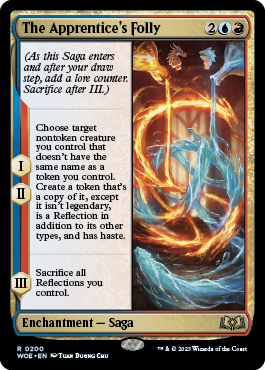 The Apprentice's Folly 2
(As this Saga enters
and after your draw
step, add a lore counter.
Sacrifice after III.)
I
II
Choose target
nontoken creature
you control that
doesn't have the
same name as a
token you control.
Create a token that's
a copy of it, except
it isn't legendary,
is a Reflection in
addition to its other
types, and has haste.
III
Sacrifice all
Reflections you
control.
Enchantment — Saga
R 0200
WOE • EN Tuan Duong Chu
™ & © 2023 Wizards of the Coast